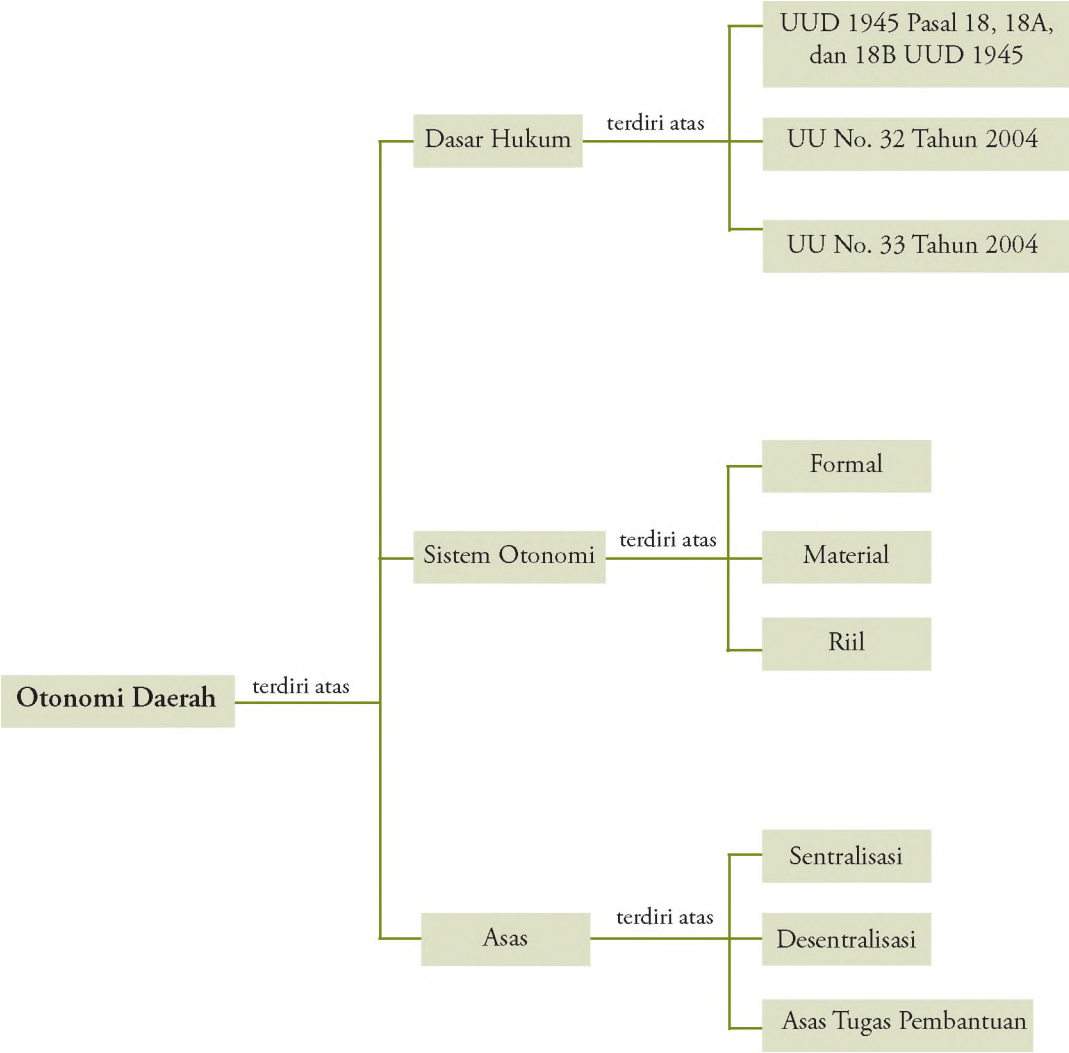 UUD 1945 Pasal 18, 18A,
dan 18B UUD 1945
Dasar Hukum
terdiri atas
UU No. 32 Tahun 2004
UU No. 33 Tahun 2004
Formal
Sistem Otonomi
terdiri atas
Material
Riil
Otonomi Daerah
terdiri atas
Sentralisasi
Asas
terdiri atas
Desentralisasi
Asas Tugas Pembantuan